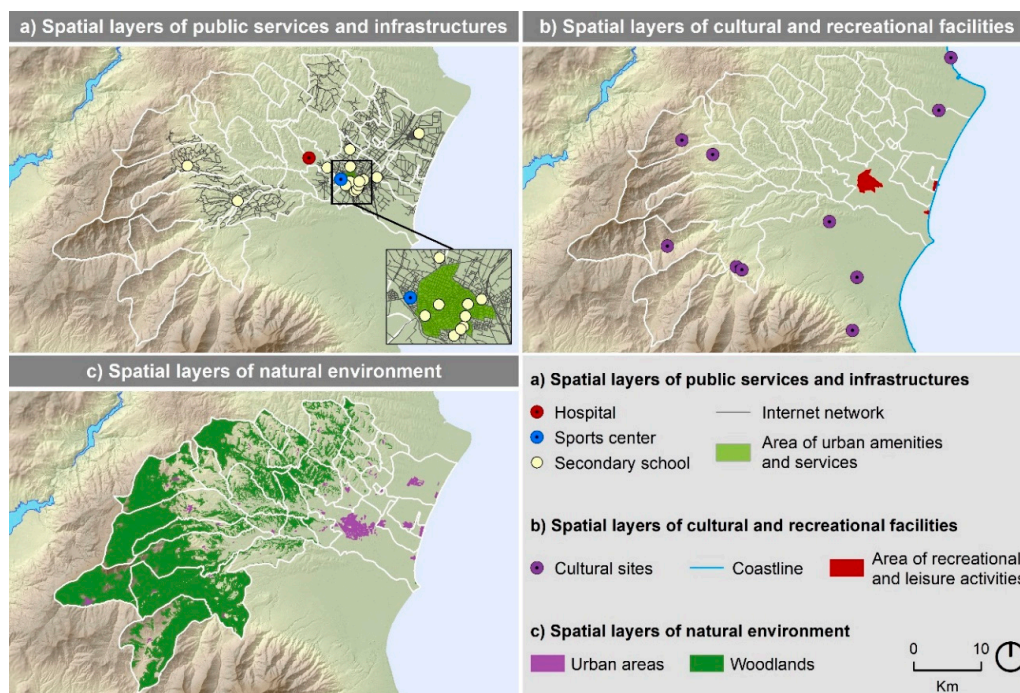 a) Spatial layers of public services and infrastructures
b) Spatial layers of cultural and recreational facilities
c) Spatial layers of natural environment
a) Spatial layers of public services and infrastructures
Hospital
Internet network
Sports center
Area of urban amenities
and services
Secondary school
b) Spatial layers of cultural and recreational facilities
Cultural sites
Coastline
Area of recreational
and leisure activities
c) Spatial layers of natural environment
Urban areas
Woodlands
0 10
Km